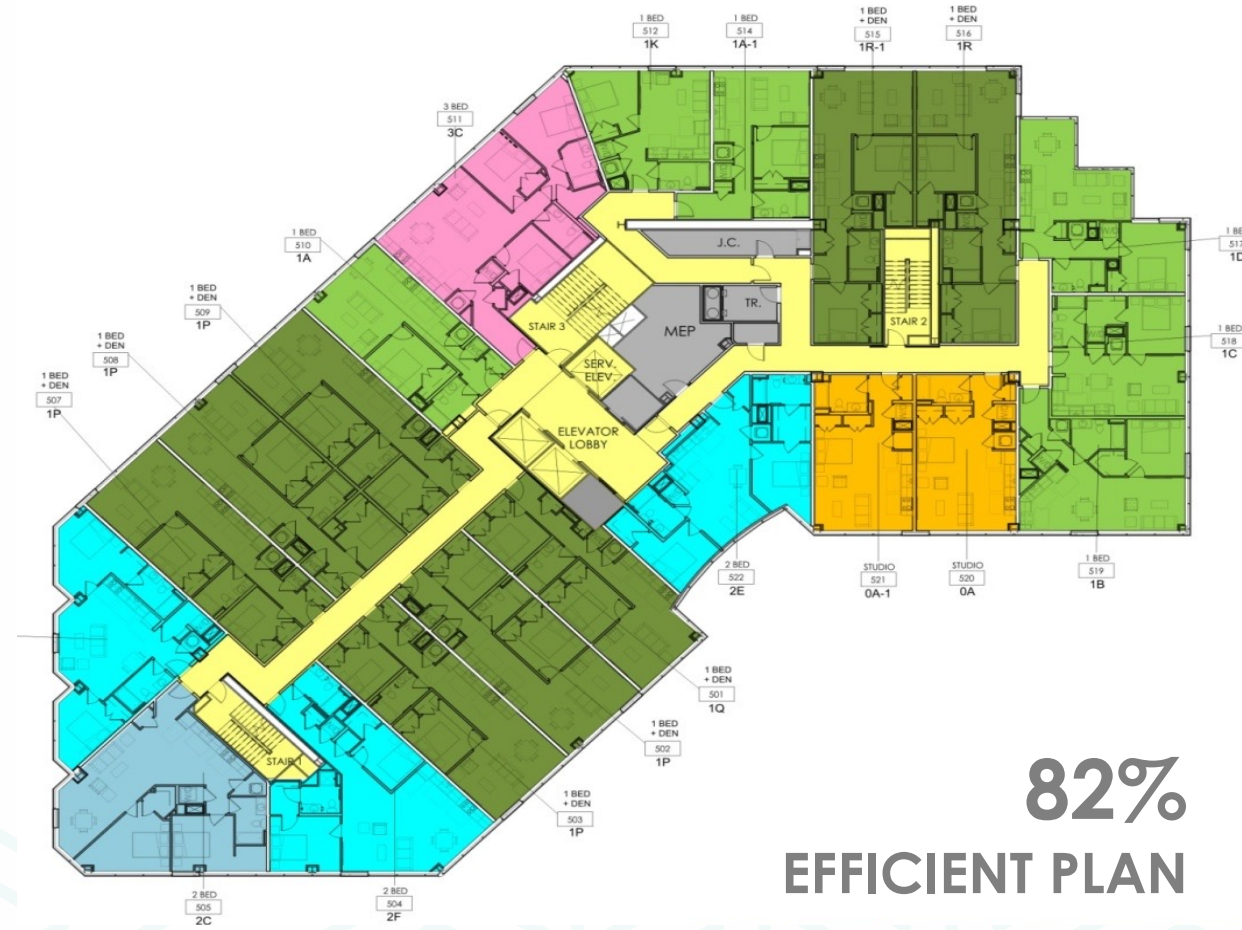 1 BED
512
1K
1 BED
514
1A-1
1 BED
+ DEN
515
1R-1
1 BED
+ DEN
516
1R
3 BED
511
3C
1 BED
510
1A
1 BED
+ DEN
509
1P
1 BED
+ DEN
508
1P
1 BED
+ DEN
507
1P
J.C.
TR.
MEP
STAIR 3
STAIR 2
SERV.
ELEV.
ELEVATOR
LOBBY
1 BED
518
1C
2 BED
522
2E
STUDIO
521
0A-1
STUDIO
520
0A
1 BED
519
1B
1 BED
+ DEN
501
1Q
1 BED
+ DEN
502
1P
1 BED
+ DEN
503
1P
STAIR 1
2 BED
505
2C
2 BED
504
2F
82%
EFFICIENT PLAN